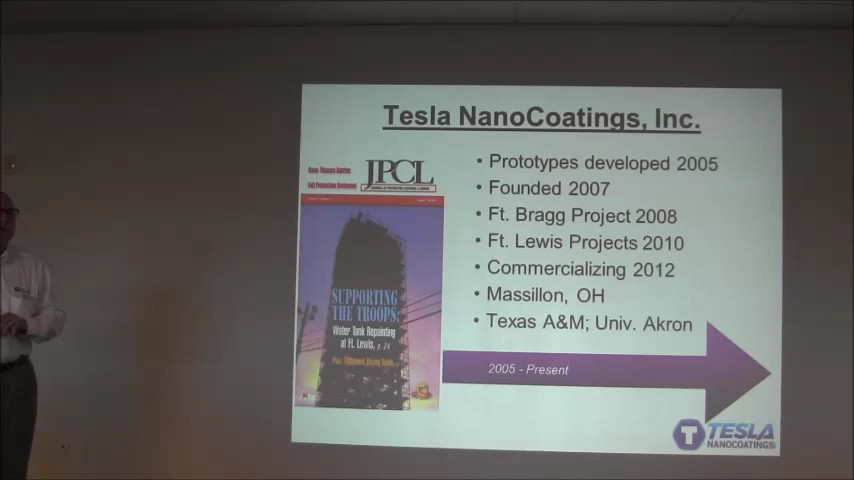 Tesla NanoCoatings, Inc.
JPCL
• Prototypes developed 2005
• Founded 2007
• Ft. Bragg Project 2008
• Ft. Lewis Projects 2010
• Commercializing 2012
• Massillon, OH
• Texas A&M; Univ. Akron
SUPPORTING
THE TROOPS:
Water Tank Repainting
at Ft. Lewis, p. 24
2005 - Present
T
TESLA
NANOCOATINGS